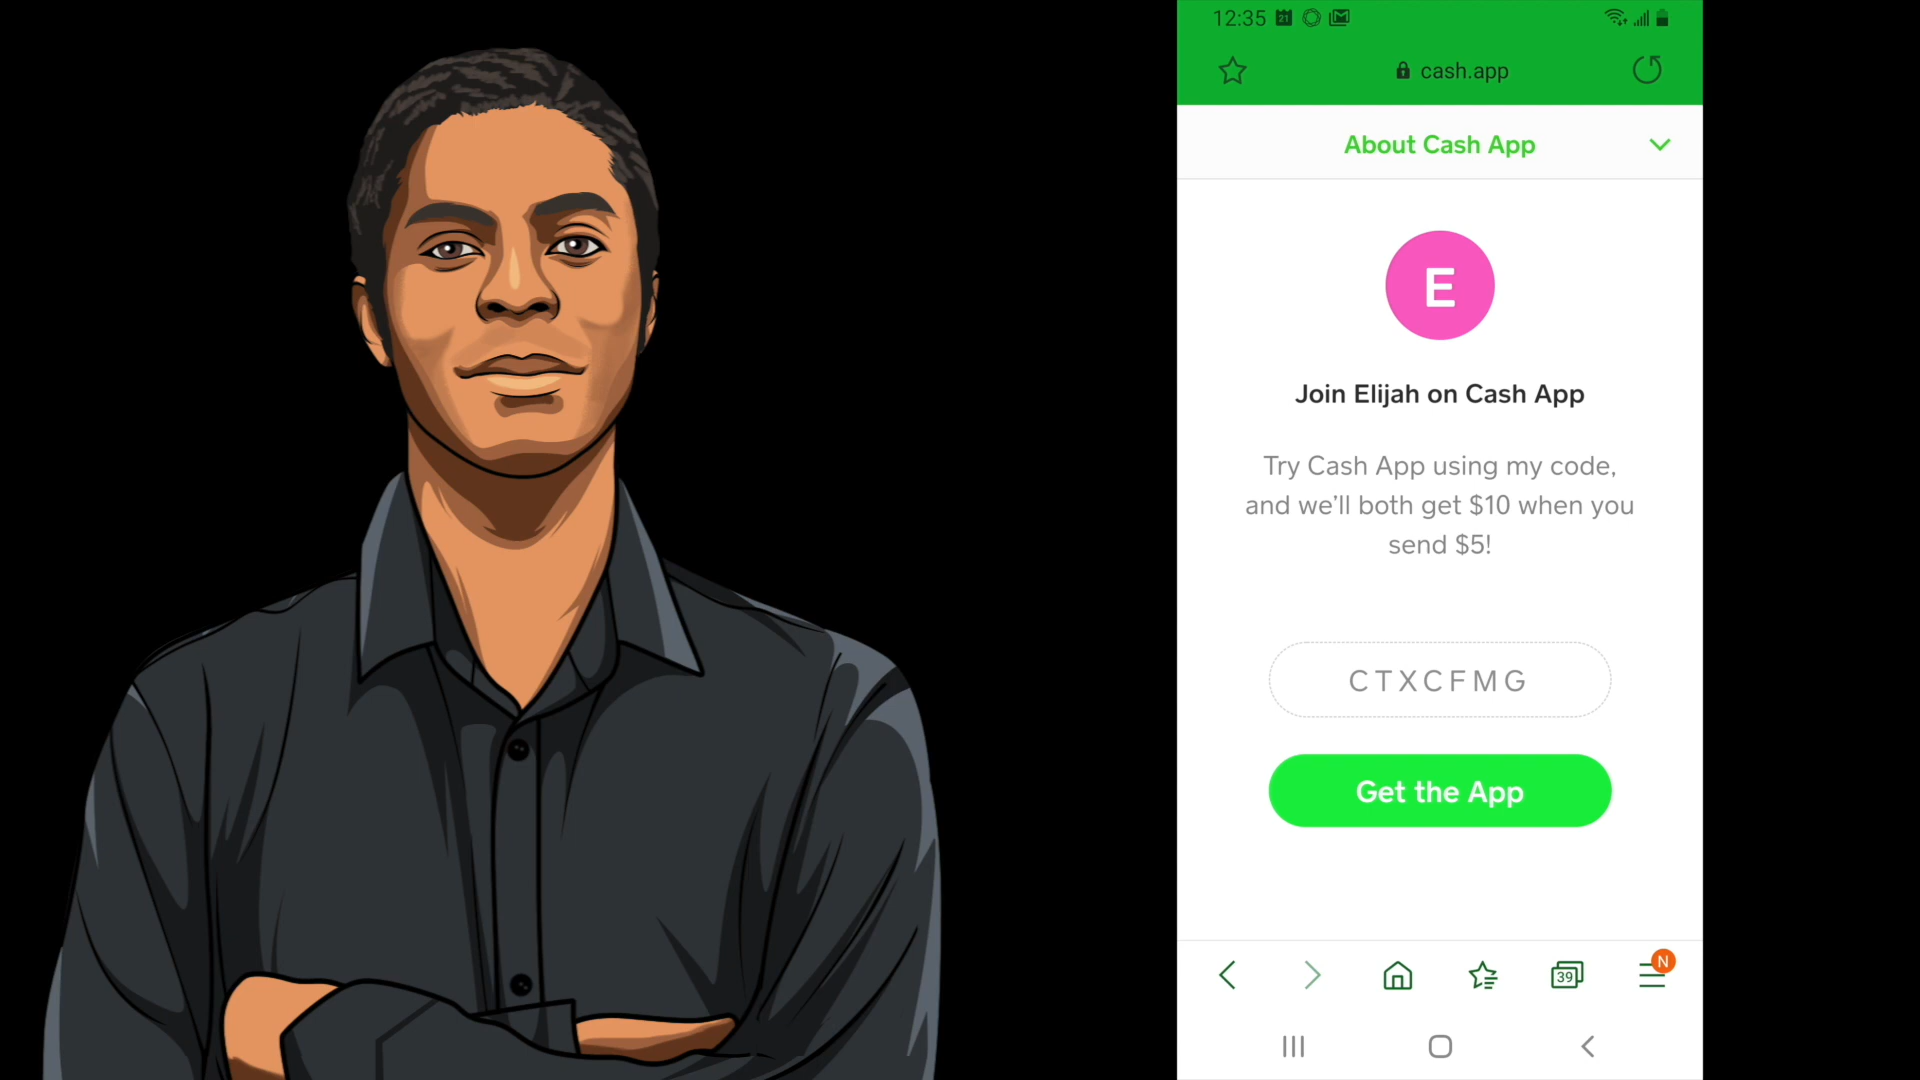 12:35 21
cash.app
About Cash App
E
Join Elijah on Cash App
Try Cash App using my code,
and we'll both get $10 when you
send $5!
CTXCFMG
Get the App
39
N